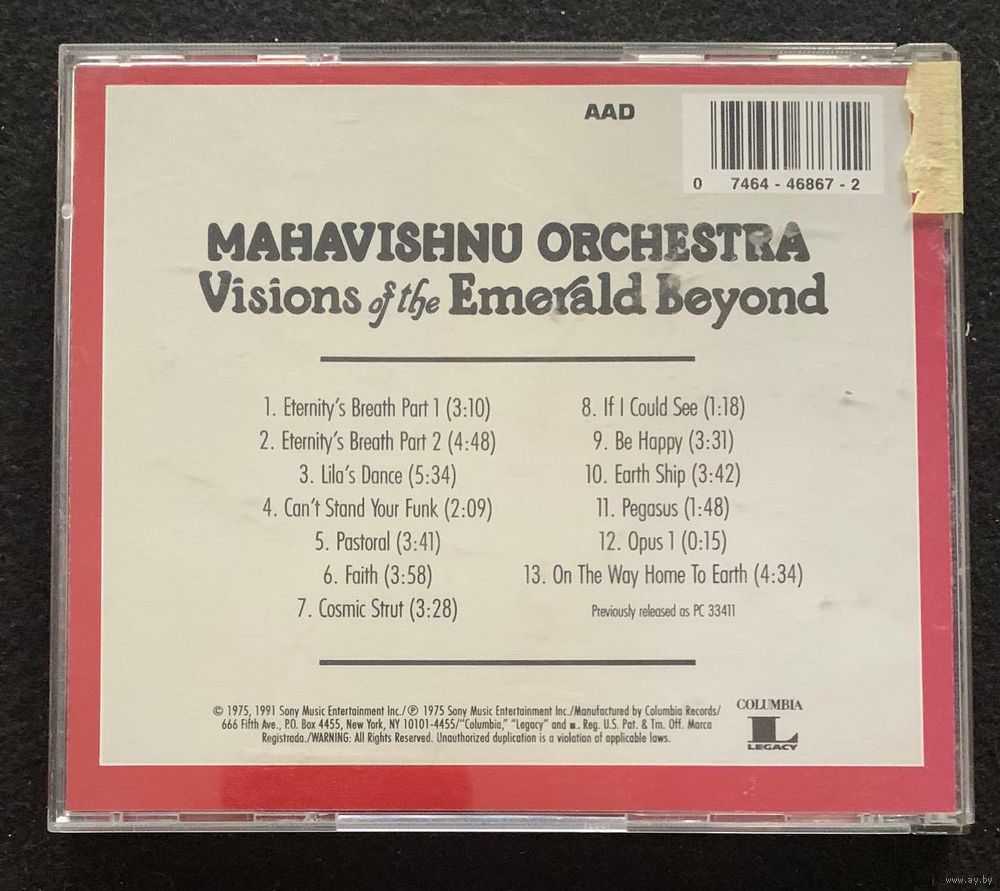 AAD
0 7464 - 46867 - 2
MAHAVISHNU ORCHESTRA
Visions of the Emerald Beyond
1. Eternity's Breath Part 1 (3:10)
2. Eternity's Breath Part 2 (4:48)
3. Lila's Dance (5:34)
4. Can't Stand Your Funk (2:09)
5. Pastoral (3:41)
6. Faith (3:58)
7. Cosmic Strut (3:28)
8. If I Could See (1:18)
9. Be Happy (3:31)
10. Earth Ship (3:42)
11. Pegasus (1:48)
12. Opus 1 (0:15)
13. On The Way Home To Earth (4:34)
Previously released as PC 33411
© 1975, 1991 Sony Music Entertainment Inc./℗ 1975 Sony Music Entertainment Inc./Manufactured by Columbia Records/
666 Fifth Ave., P.O. Box 4455, New York, NY 10101-4455/"Columbia," "Legacy" and L. Reg. U.S. Pat. & Tm. Off. Marca
Registrada./WARNING: All Rights Reserved. Unauthorized duplication is a violation of applicable laws.
COLUMBIA
L
LEGACY
www.ay.by